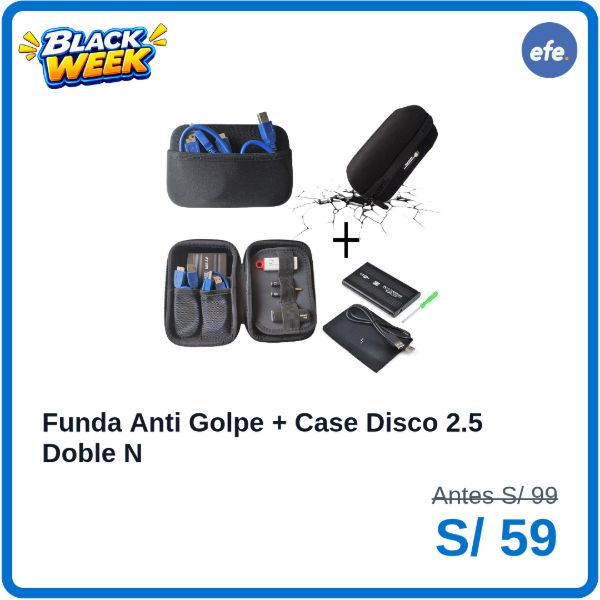 BLACK
WEEK
efe.
Funda Anti Golpe + Case Disco 2.5
Doble N
Antes S/ 99
S/ 59